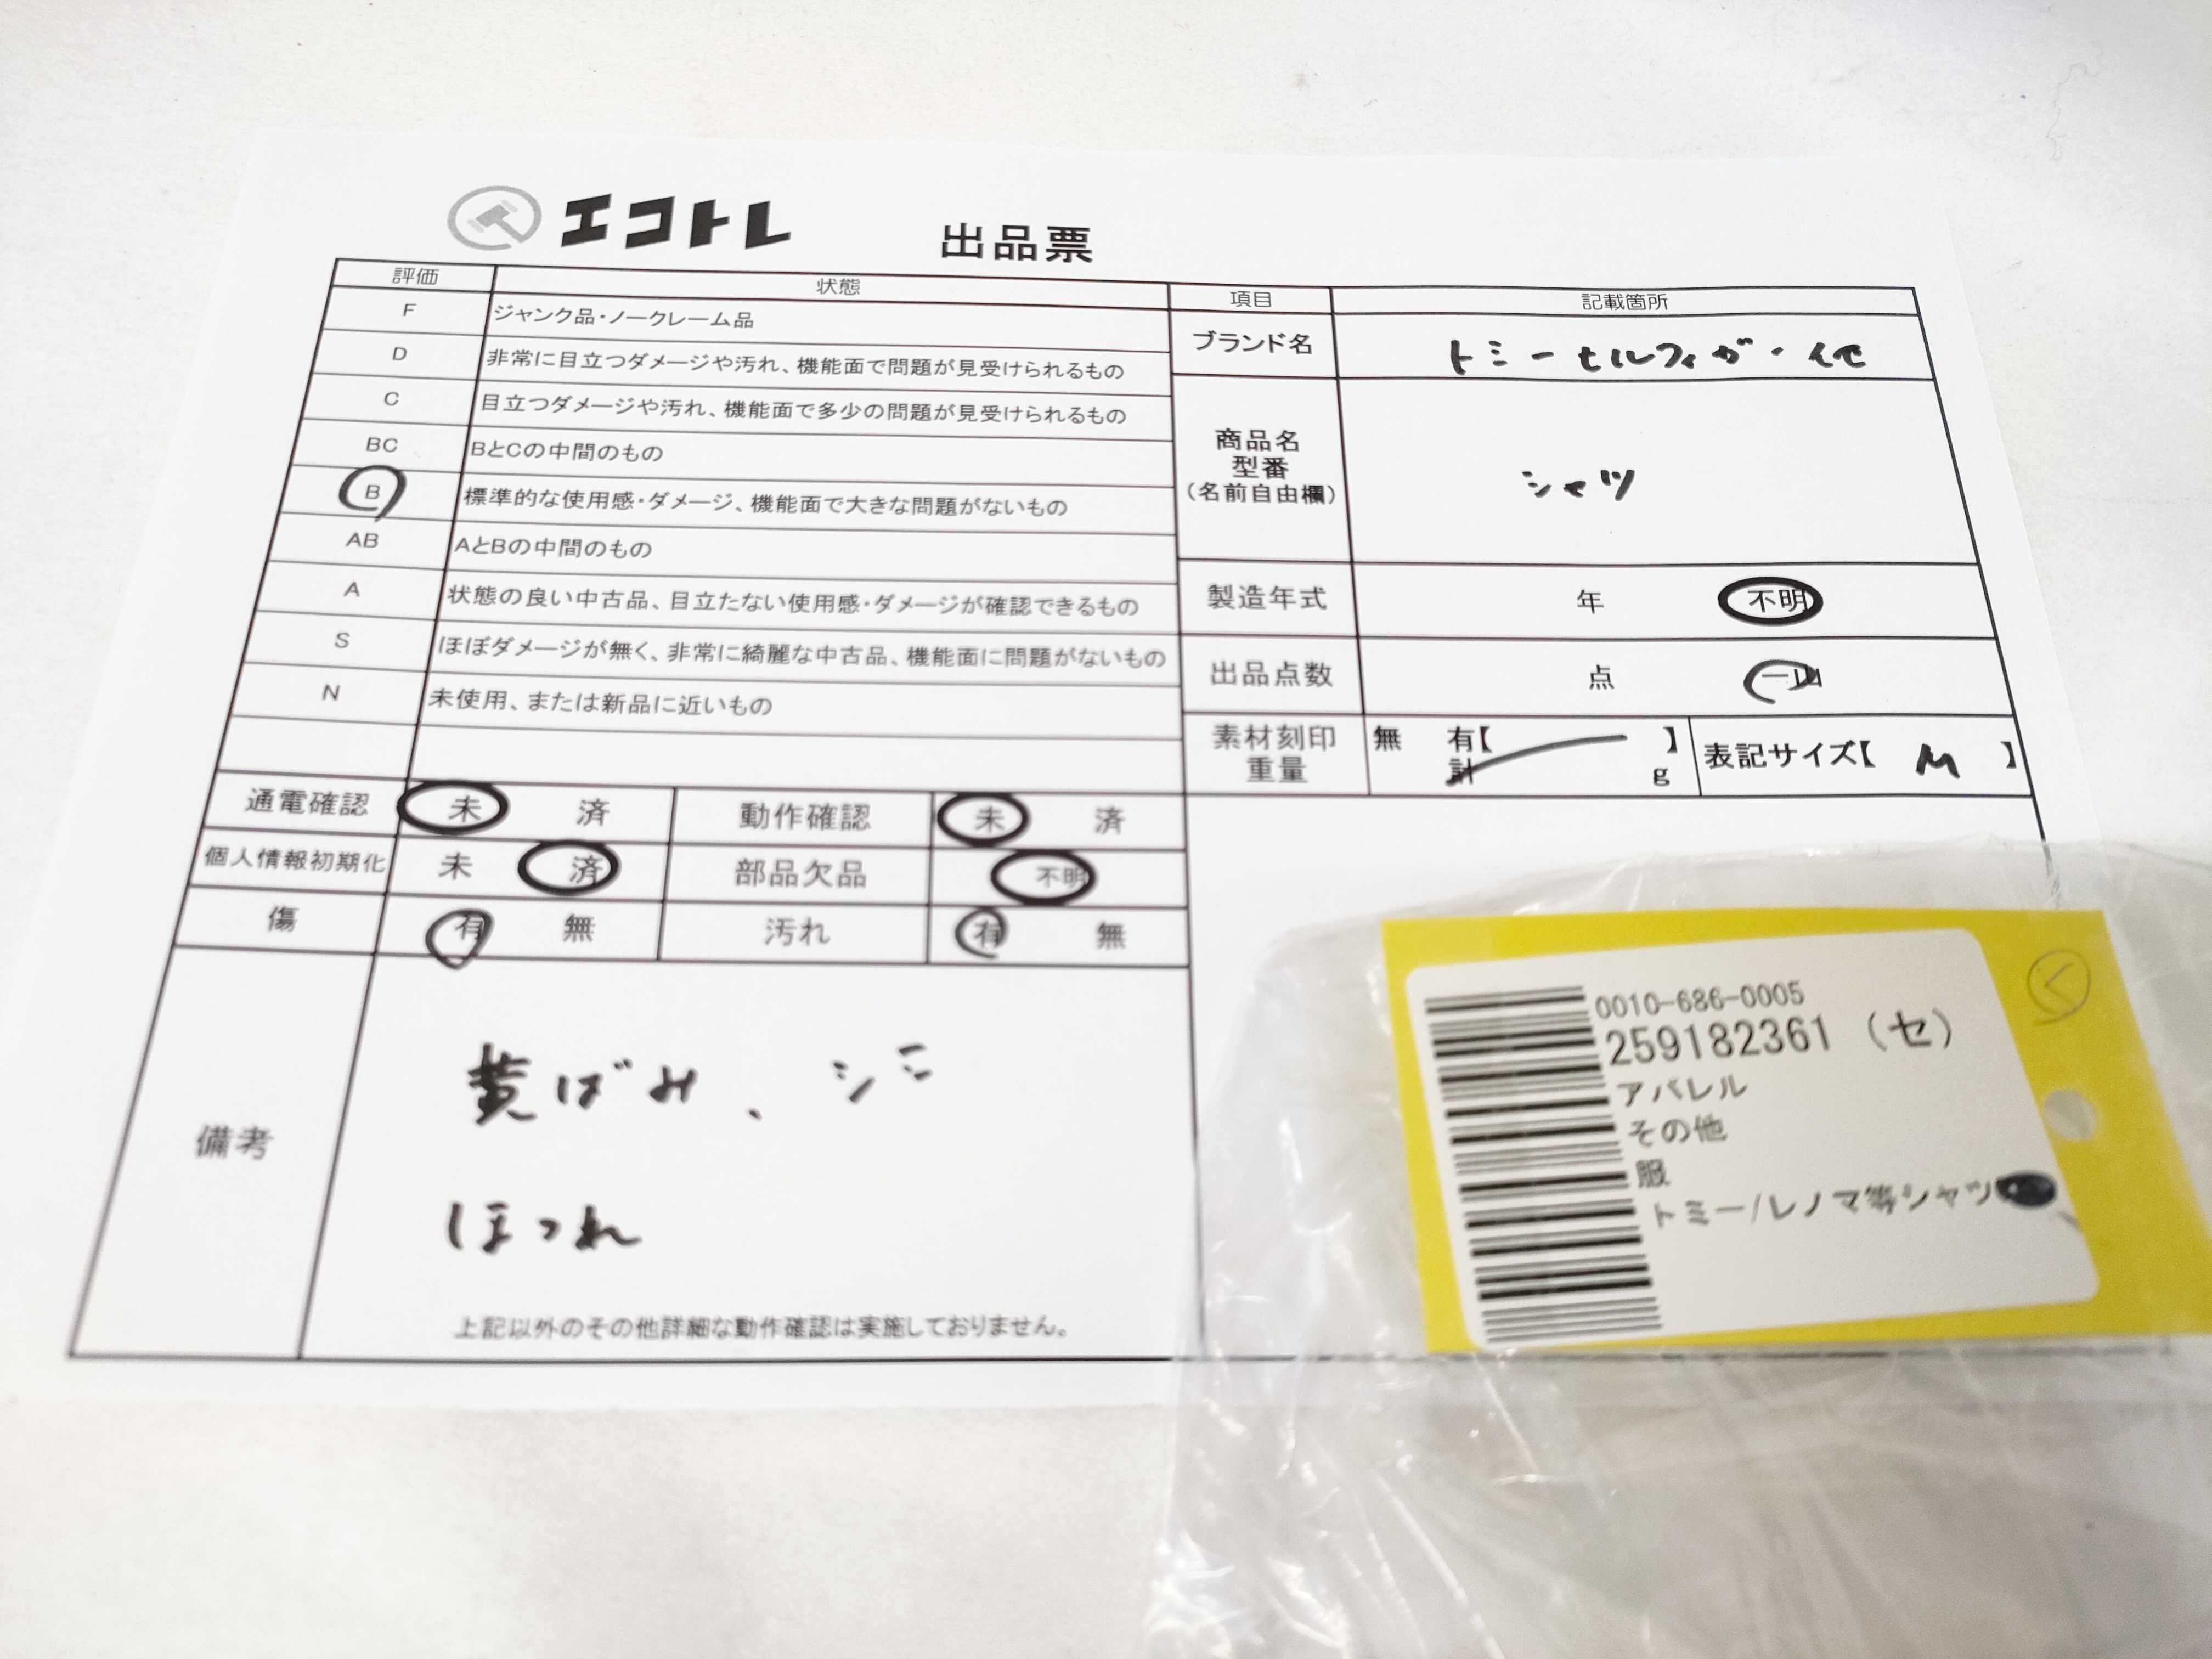 エコトレ
出品票
評価 状態
F ジャンク品・ノークレーム品
D 非常に目立つダメージや汚れ、機能面で問題が見受けられるもの
C 目立つダメージや汚れ、機能面で多少の問題が見受けられるもの
BC BとCの中間のもの
B 標準的な使用感・ダメージ、機能面で大きな問題がないもの
AB AとBの中間のもの
A 状態の良い中古品、目立たない使用感・ダメージが確認できるもの
S ほぼダメージが無く、非常に綺麗な中古品、機能面に問題がないもの
N 未使用、または新品に近いもの
項目 記載箇所
ブランド名 トミーヒルフィガー・他
商品名
型番
(名前自由欄)
シャツ
製造年式 年 不明
出品点数 点 一山
素材刻印 無 有【 】
重量 計 g
表記サイズ【 M 】
通電確認 未 済 動作確認 未 済
個人情報初期化 未 済 部品欠品 不明
傷 有 無 汚れ 有 無
備考
黄ばみ、シミ
ほつれ
上記以外のその他詳細な動作確認は実施しておりません。
0010-686-0005
259182361 (セ)
アパレル
その他
服
トミー/レノマ等シャツ